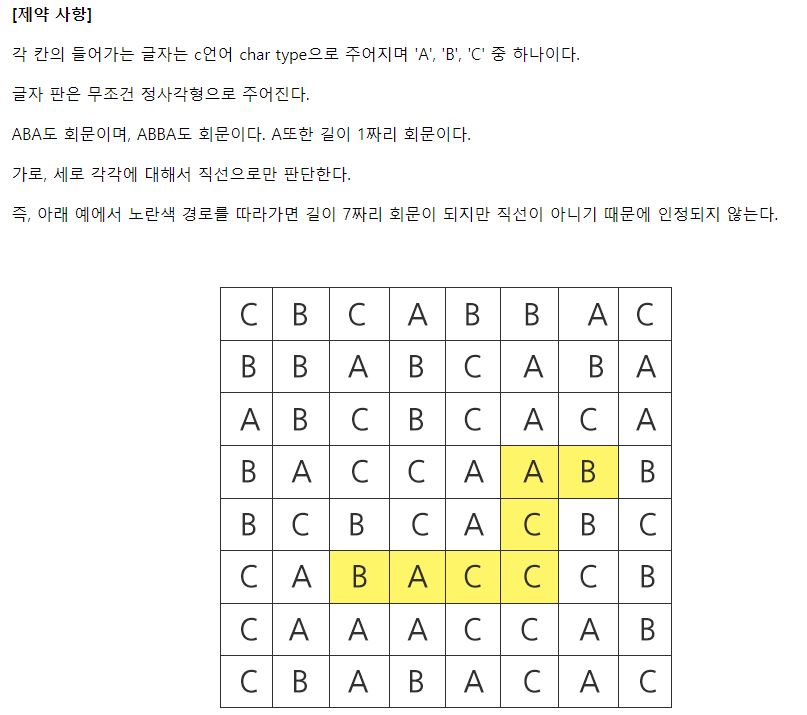 [제약 사항]
각 칸의 들어가는 글자는 c언어 char type으로 주어지며 'A', 'B', 'C' 중 하나이다.
글자 판은 무조건 정사각형으로 주어진다.
ABA도 회문이며, ABBA도 회문이다. A또한 길이 1짜리 회문이다.
가로, 세로 각각에 대해서 직선으로만 판단한다.
즉, 아래 예에서 노란색 경로를 따라가면 길이 7짜리 회문이 되지만 직선이 아니기 때문에 인정되지 않는다.
C B C A B B A C
B B A B C A B A
A B C B C A C A
B A C C A A B B
B C B C A C B C
C A B A C C C B
C A A A C C A B
C B A B A C A C